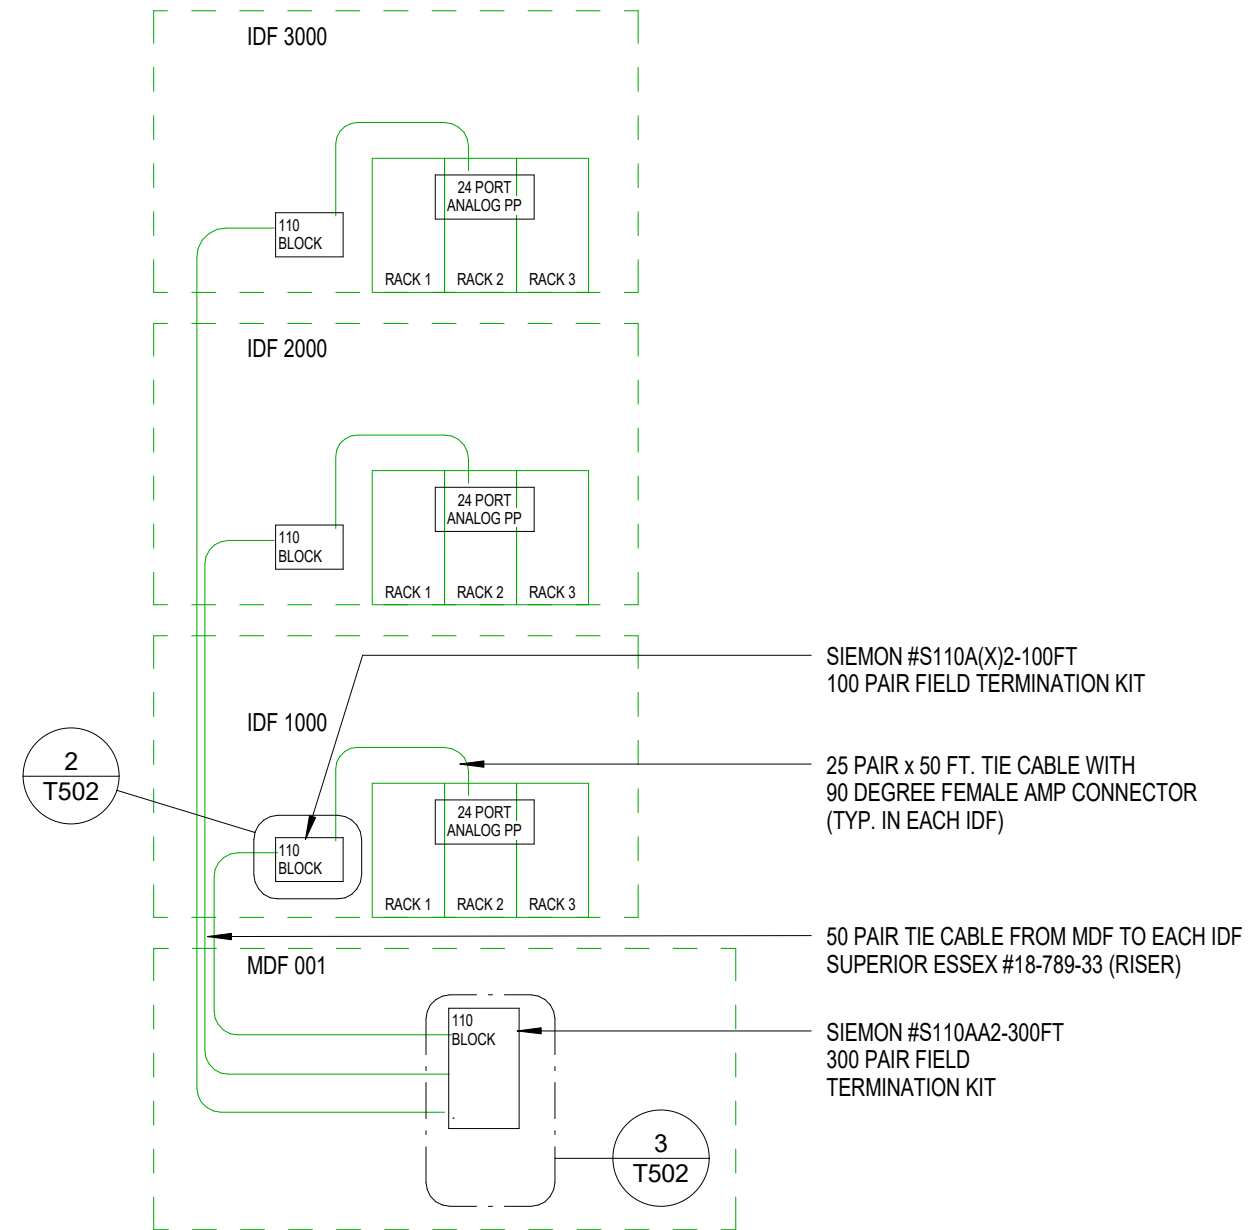 IDF 3000
24 PORT
ANALOG PP
110
BLOCK
RACK 1 RACK 2 RACK 3
IDF 2000
24 PORT
ANALOG PP
110
BLOCK
RACK 1 RACK 2 RACK 3
SIEMON #S110A(X)2-100FT
100 PAIR FIELD TERMINATION KIT
IDF 1000
2
T502
25 PAIR x 50 FT. TIE CABLE WITH
90 DEGREE FEMALE AMP CONNECTOR
(TYP. IN EACH IDF)
24 PORT
ANALOG PP
110
BLOCK
RACK 1 RACK 2 RACK 3
50 PAIR TIE CABLE FROM MDF TO EACH IDF
SUPERIOR ESSEX #18-789-33 (RISER)
MDF 001
110
BLOCK
SIEMON #S110AA2-300FT
300 PAIR FIELD
TERMINATION KIT
3
T502